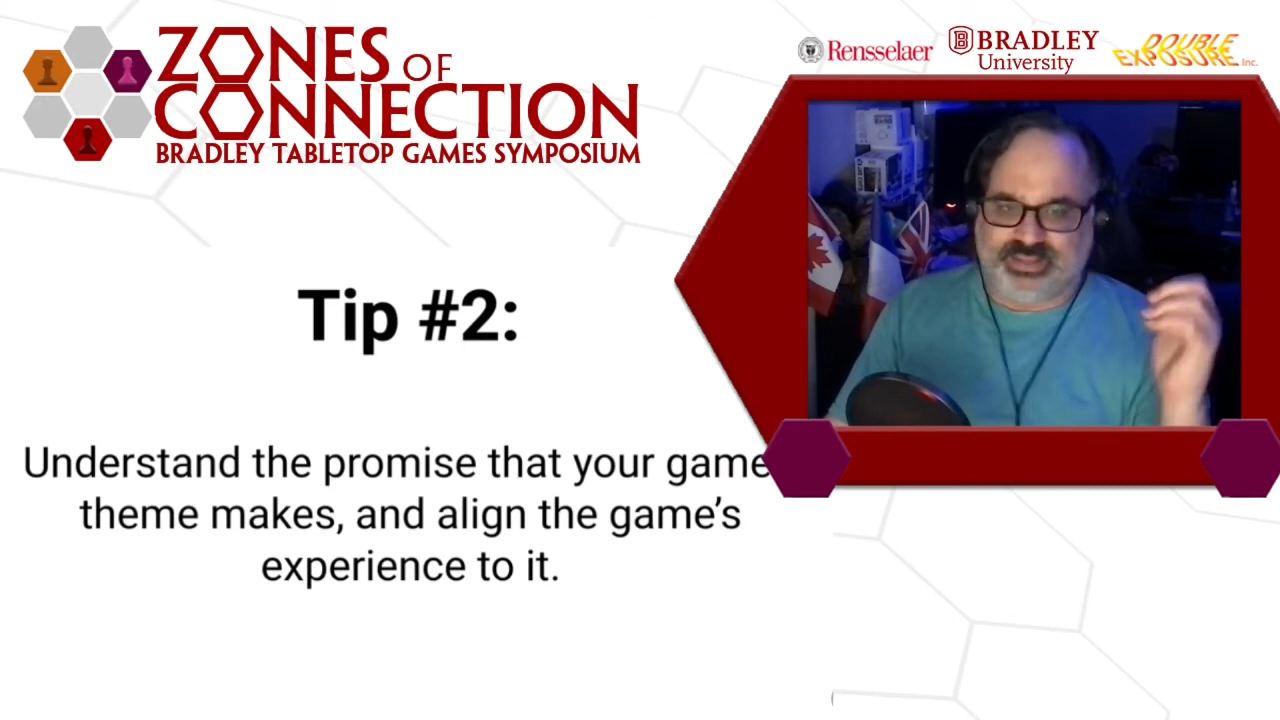 ZONES OF
CONNECTION
BRADLEY TABLETOP GAMES SYMPOSIUM
Rensselaer
BRADLEY
University
DOUBLE
EXPOSURE Inc.
Tip #2:
Understand the promise that your game
theme makes, and align the game’s
experience to it.